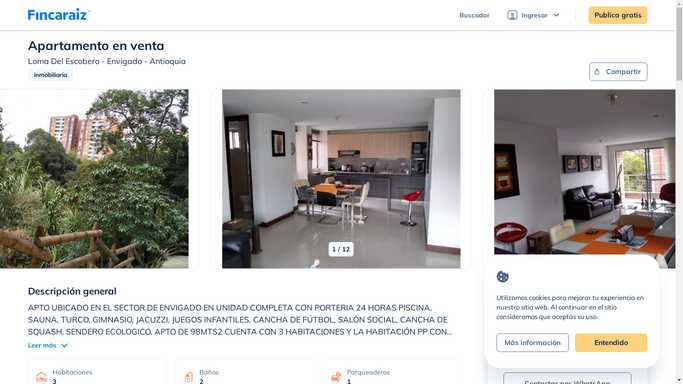 Fincaraiz
Buscador
Ingresar
Publica gratis
Apartamento en venta
Loma Del Escobero - Envigado - Antioquia
Inmobiliaria
Compartir
1 / 12
Descripción general
APTO UBICADO EN EL SECTOR DE ENVIGADO EN UNIDAD COMPLETA CON PORTERIA 24 HORAS PISCINA,
SAUNA, TURCO, GIMNASIO, JACUZZI, JUEGOS INFANTILES, CANCHA DE FÚTBOL, SALÓN SOCIAL, CANCHA DE
SQUASH, SENDERO ECOLOGICO, APTO DE 98MTS2 CUENTA CON 3 HABITACIONES Y LA HABITACIÓN PP CON...
Leer más
Habitaciones
3
Baños
2
Parqueaderos
1
Utilizamos cookies para mejorar tu experiencia en
nuestro sitio web. Al continuar en el sitio
consideramos que aceptas su uso.
Más información
Entendido
Contactar por WhatsApp